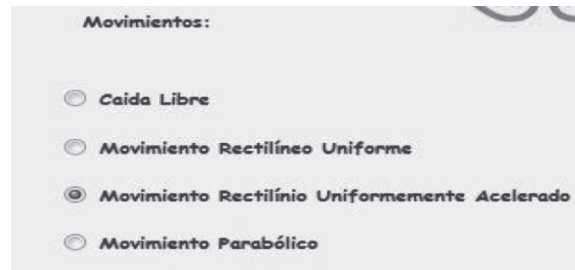 Movimientos:
Caida Libre
Movimiento Rectilíneo Uniforme
Movimiento Rectilínio Uniformemente Acelerado
Movimiento Parabólico